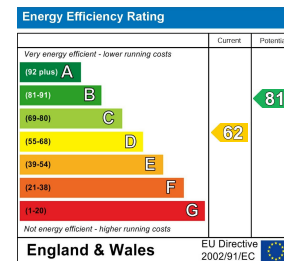 Energy Efficiency Rating
Current Potentia
Very energy efficient - lower running costs
(92 plus) A
(81-91) B
81
(69-80) C
(55-68) D
62
(39-54) E
(21-38) F
(1-20) G
Not energy efficient - higher running costs
England & Wales
EU Directive
2002/91/EC